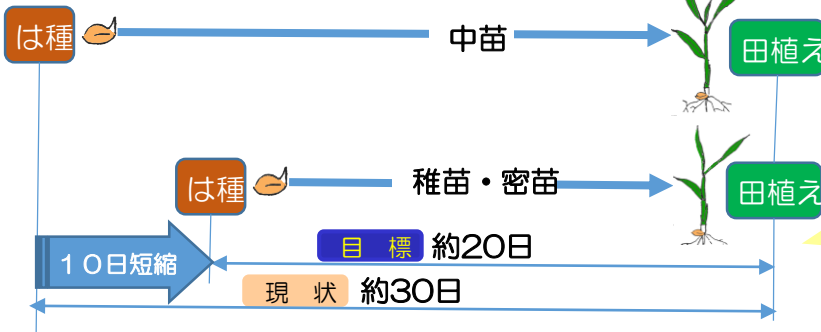 は種
中苗
田植え
は種
稚苗・密苗
田植え
10日短縮
目 標 約20日
現 状 約30日